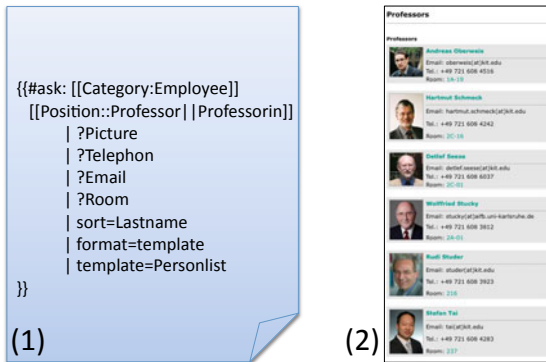 {{#ask: [[Category:Employee]]
[[Position::Professor||Professorin]]
| ?Picture
| ?Telephon
| ?Email
| ?Room
| sort=Lastname
| format=template
| template=Personlist
}}
(1)
Professors
Professors
Andreas Oberweis
Email: oberweis(at)kit.edu
Tel.: +49 721 608 4516
Room: 1A-19
Hartmut Schmeck
Email: hartmut.schmeck(at)kit.edu
Tel.: +49 721 608 4242
Room: 2C-16
Detlef Seese
Email: detlef.seese(at)kit.edu
Tel.: +49 721 608 6037
Room: 2C-01
Wolffried Stucky
Email: stucky(at)aifb.uni-karlsruhe.de
Tel.: +49 721 608 3812
Room: 2A-01
Rudi Studer
Email: studer(at)kit.edu
Tel.: +49 721 608 3923
Room: 216
Stefan Tai
Email: tai(at)kit.edu
Tel.: +49 721 608 4283
Room: 237
(2)